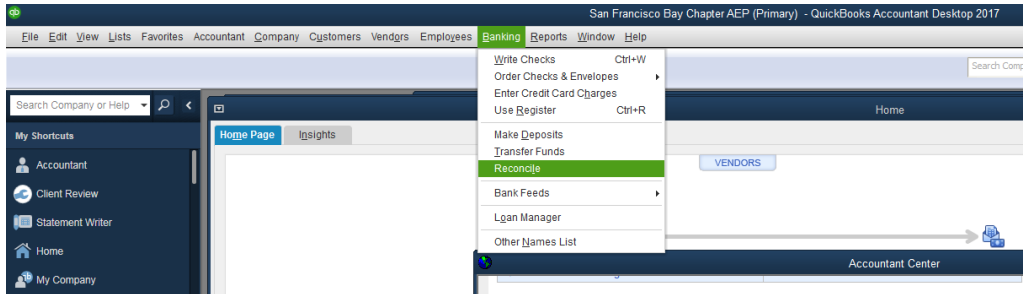 qb
San Francisco Bay Chapter AEP (Primary) - QuickBooks Accountant Desktop 2017
File Edit View Lists Favorites Accountant Company Customers Vendors Employees Banking Reports Window Help
Write Checks Ctrl+W
Order Checks & Envelopes
Enter Credit Card Charges
Use Register Ctrl+R
Make Deposits
Transfer Funds
Reconcile
Bank Feeds
Loan Manager
Other Names List
Search Comp
Search Company or Help
My Shortcuts
Accountant
Client Review
Statement Writer
Home
My Company
Home
Home Page Insights
VENDORS
Accountant Center